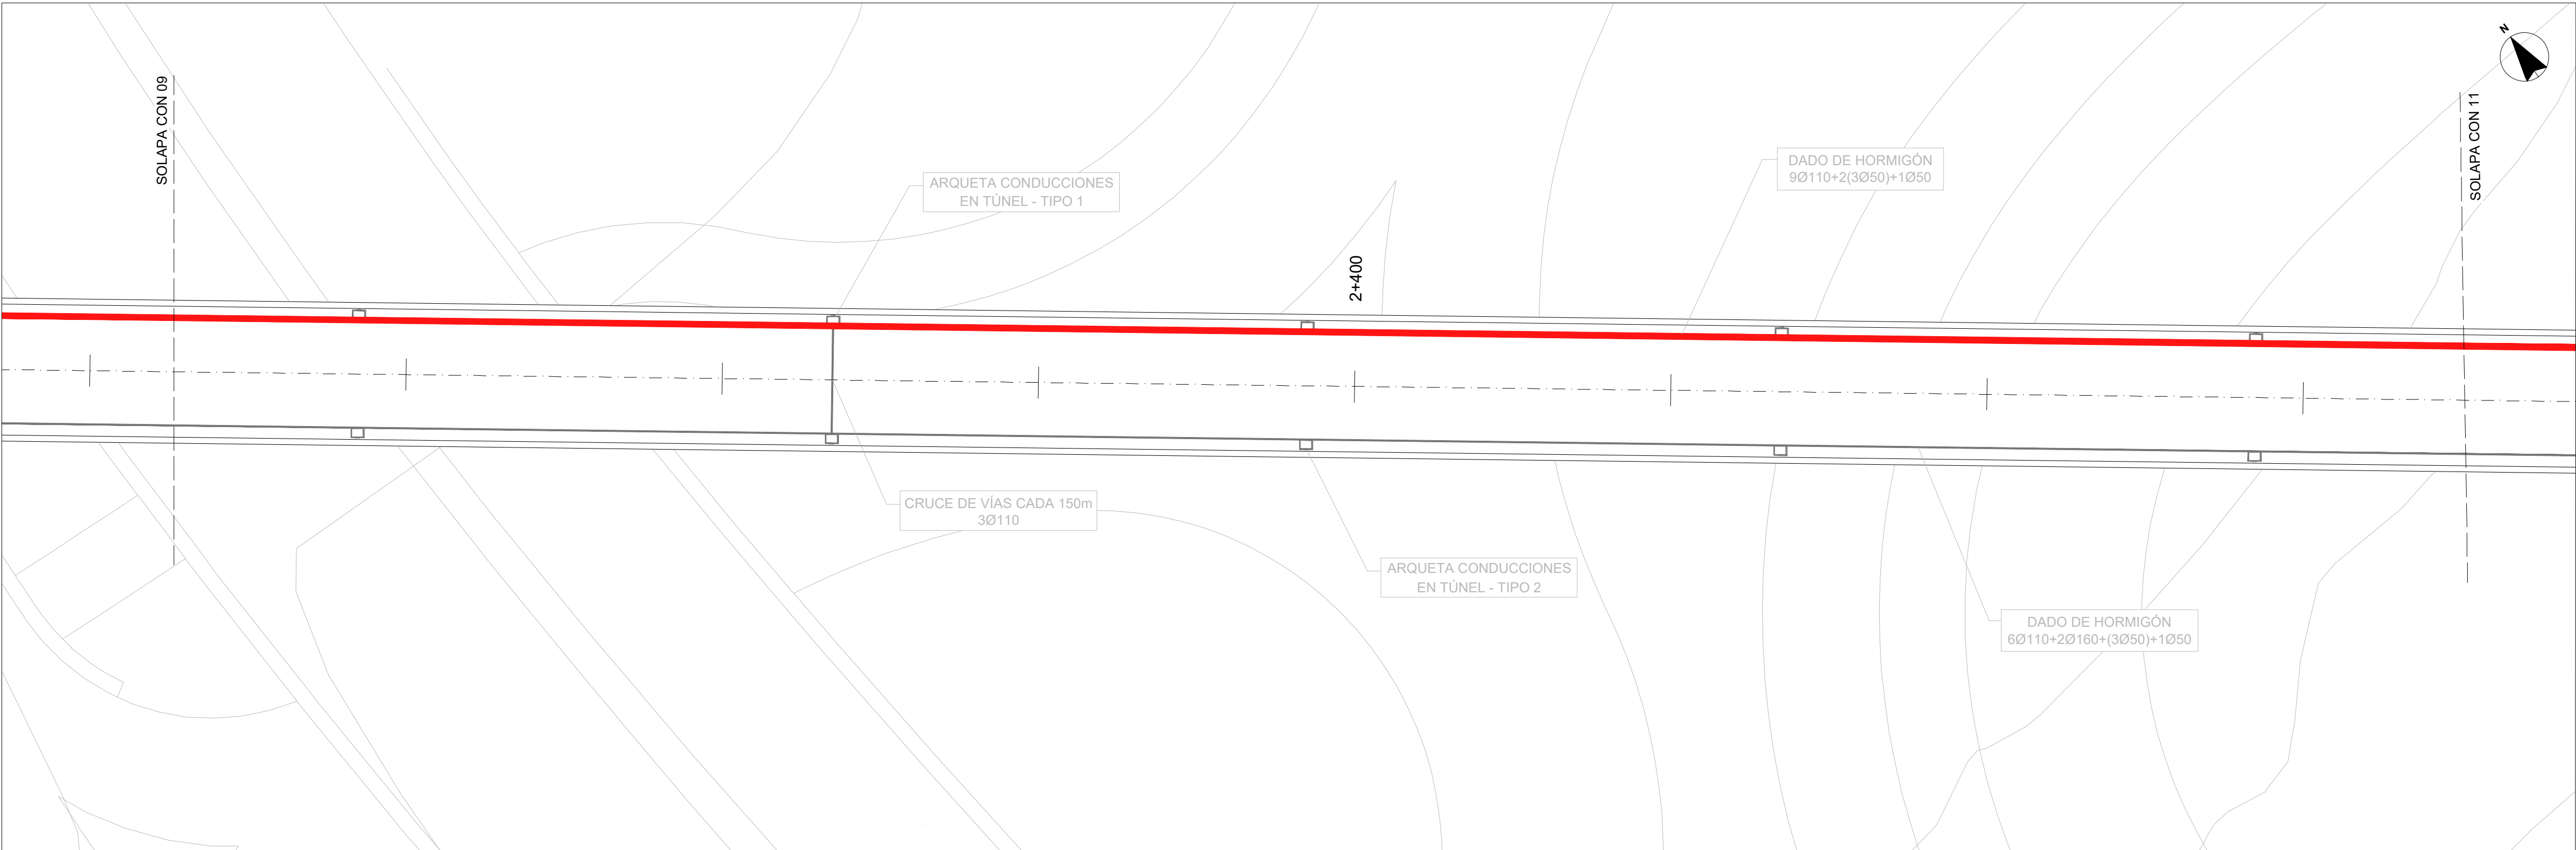 N
SOLAPA CON 09
SOLAPA CON 11
ARQUETA CONDUCCIONES
EN TÚNEL - TIPO 1
DADO DE HORMIGÓN
9Ø110+2(3Ø50)+1Ø50
2+400
CRUCE DE VÍAS CADA 150m
3Ø110
ARQUETA CONDUCCIONES
EN TÚNEL - TIPO 2
DADO DE HORMIGÓN
6Ø110+2Ø160+(3Ø50)+1Ø50